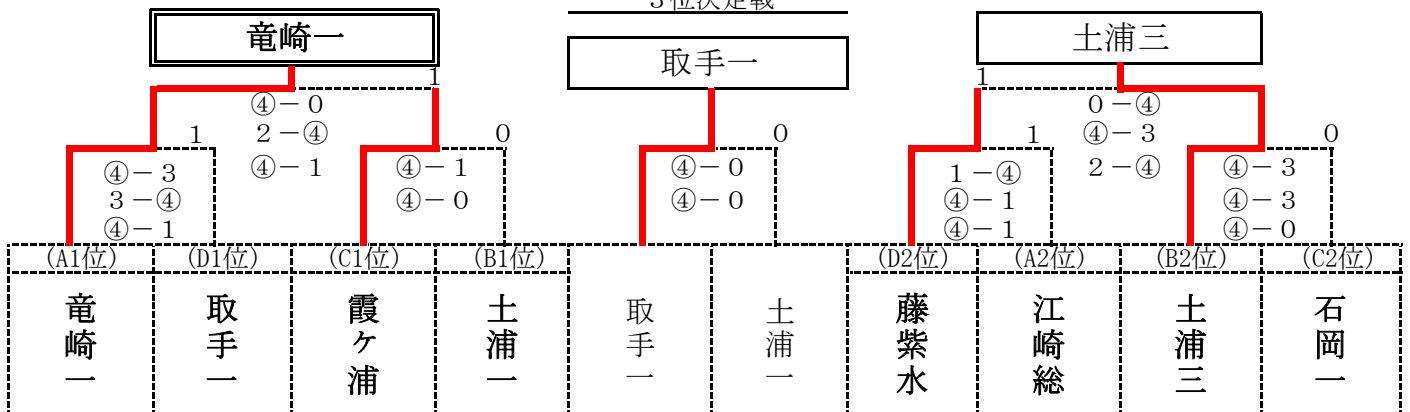 3位決定戦
竜崎一
取手一
土浦三
1
1
④－0
2－④
④－1
0－④
④－3
2－④
1
0
0
1
0
④－3
3－④
④－1
④－1
④－0
④－0
④－0
1－④
④－1
④－1
④－3
④－3
④－0
(A1位)
(D1位)
(C1位)
(B1位)
(D2位)
(A2位)
(B2位)
(C2位)
竜崎一
取手一
霞ケ浦
土浦一
取手一
土浦一
藤紫水
江崎総
土浦三
石岡一